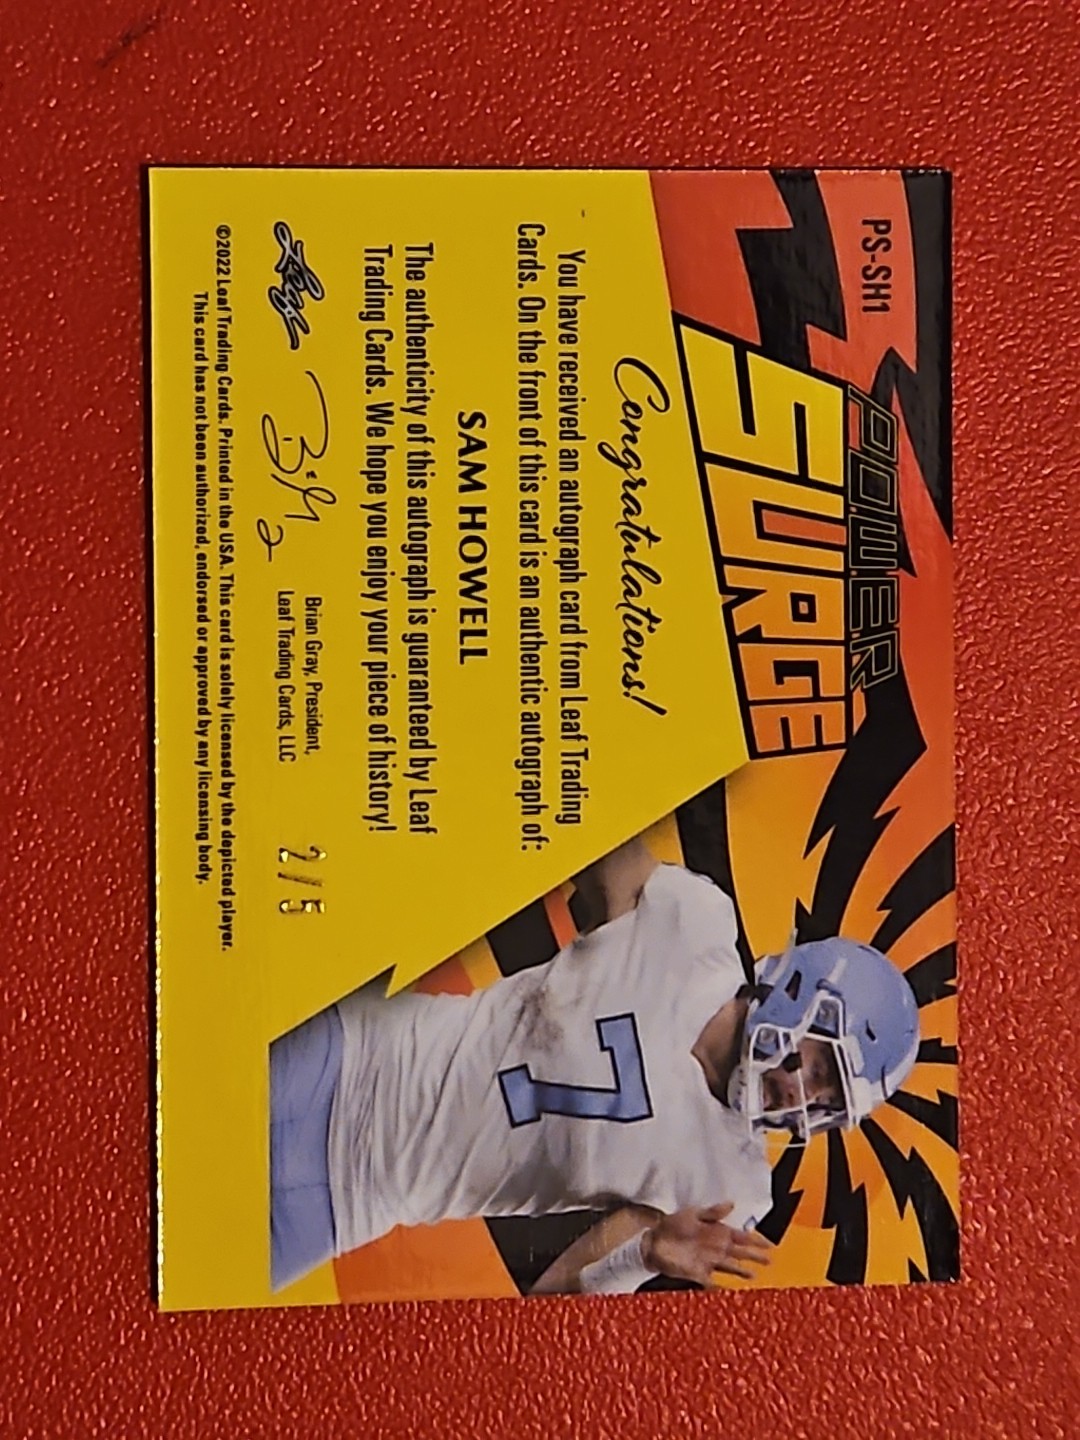 PS-SH1
POWER
SURGE
Congratulations!
You have received an autograph card from Leaf Trading
Cards. On the front of this card is an authentic autograph of:
SAM HOWELL
The authenticity of this autograph is guaranteed by Leaf
Trading Cards. We hope you enjoy your piece of history!
Leaf
Brian Gray, President,
Leaf Trading Cards, LLC
2/5
©2022 Leaf Trading Cards. Printed in the USA. This card is solely licensed by the depicted player.
This card has not been authorized, endorsed or approved by any licensing body.
7